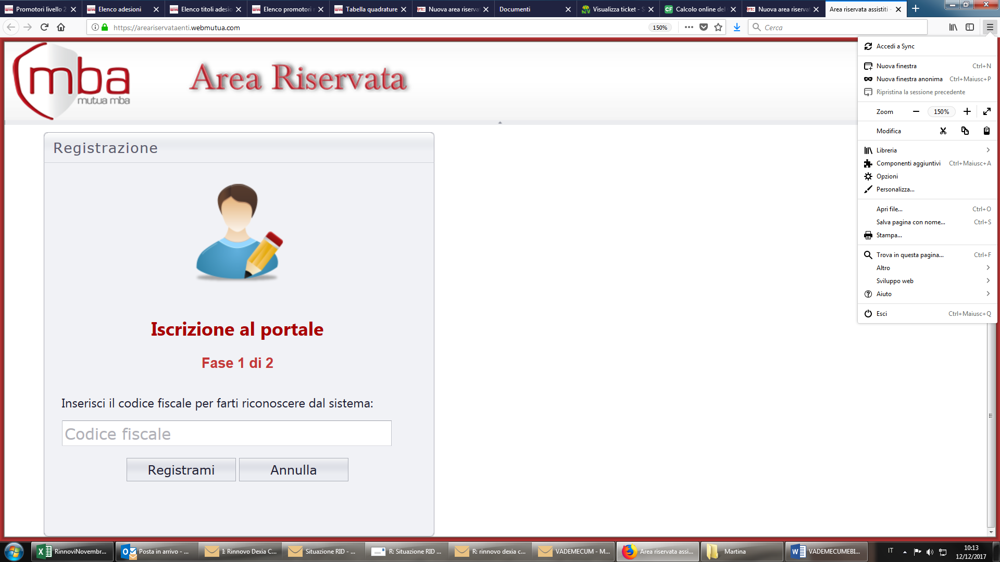 Promotori livello 2
Elenco adesioni
Elenco titoli adesio
Elenco promotori
Tabella quadrature
Nuova area riservat
Documenti
Visualizza ticket - S
Calcolo online del
Nuova area riservat
Area riservata assistiti -
https://areariservataenti.webmutua.com
150%
Cerca
mba
mutua mba
Area Riservata
Registrazione
Iscrizione al portale
Fase 1 di 2
Inserisci il codice fiscale per farti riconoscere dal sistema:
Codice fiscale
Registrami Annulla
Accedi a Sync
Nuova finestra Ctrl+N
Nuova finestra anonima Ctrl+Maiusc+P
Ripristina la sessione precedente
Zoom 150%
Modifica
Libreria
Componenti aggiuntivi Ctrl+Maiusc+A
Opzioni
Personalizza...
Apri file... Ctrl+O
Salva pagina con nome... Ctrl+S
Stampa...
Trova in questa pagina... Ctrl+F
Altro
Sviluppo web
Aiuto
Esci Ctrl+Maiusc+Q
RinnoviNovembr...
Posta in arrivo - ...
I: Rinnovo Dexia C...
Situazione RID - ...
R: Situazione RID ...
R: rinnovo dexia c...
VADEMECUM - M...
Area riservata assi...
Martina
VADEMECUMEBI...
IT
10:13
12/12/2017